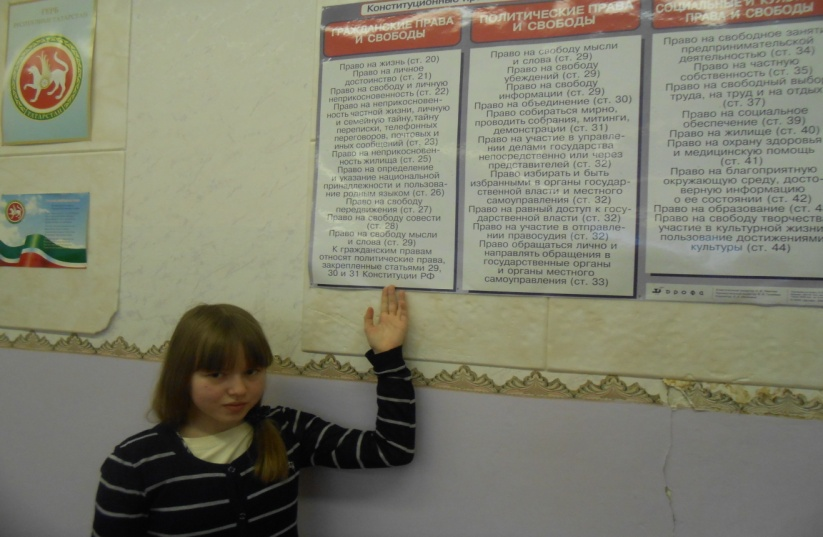 ГЕРБ
ТАТАРСТАН
Конституционные
ГРАЖДАНСКИЕ ПРАВА
И СВОБОДЫ
Право на жизнь (ст. 20)
Право на личное
достоинство (ст. 21)
Право на свободу и личную
неприкосновенность (ст. 22)
Право на неприкосновен-
ность частной жизни, личную
и семейную тайну, тайну
переписки, телефонных
переговоров, почтовых и
иных сообщений (ст. 23)
Право на неприкосновен-
ность жилища (ст. 25)
Право на определение
и указание национальной
принадлежности и пользова-
ние родным языком (ст. 26)
Право на свободу
передвижения (ст. 27)
Право на свободу совести
(ст. 28)
Право на свободу мысли
и слова (ст. 29)
К гражданским правам
относят политические права,
закрепленные статьями 29,
30 и 31 Конституции РФ
ПОЛИТИЧЕСКИЕ ПРАВА
И СВОБОДЫ
Право на свободу мысли
и слова (ст. 29)
Право на свободу
убеждений (ст. 29)
Право на свободу
информации (ст. 29)
Право на объединение (ст. 30)
Право собираться мирно,
проводить собрания, митинги,
демонстрации (ст. 31)
Право на участие в управле-
нии делами государства
непосредственно или через
представителей (ст. 32)
Право избирать и быть
избранными в органы государ-
ственной власти и местного
самоуправления (ст. 32)
Право на равный доступ к госу-
дарственной власти (ст. 32)
Право на участие в отправле-
нии правосудия (ст. 32)
Право обращаться лично и
направлять обращения в
государственные органы
и органы местного
самоуправления (ст. 33)
СОЦИАЛЬНЫЕ И
ПРАВА И СВОБОДЫ
Право на свободное заняти
предпринимательской
деятельностью (ст. 34)
Право на частную
собственность (ст. 35)
Право на свободный выбор
труда, на труд и на отдых
(ст. 37)
Право на социальное
обеспечение (ст. 39)
Право на жилище (ст. 40)
Право на охрану здоровья
и медицинскую помощь
(ст. 41)
Право на благоприятную
окружающую среду, досто-
верную информацию
о ее состоянии (ст. 42)
Право на образование (ст. 4
Право на свободу творчества
участие в культурной жизни
пользование достижениями
культуры (ст. 44)